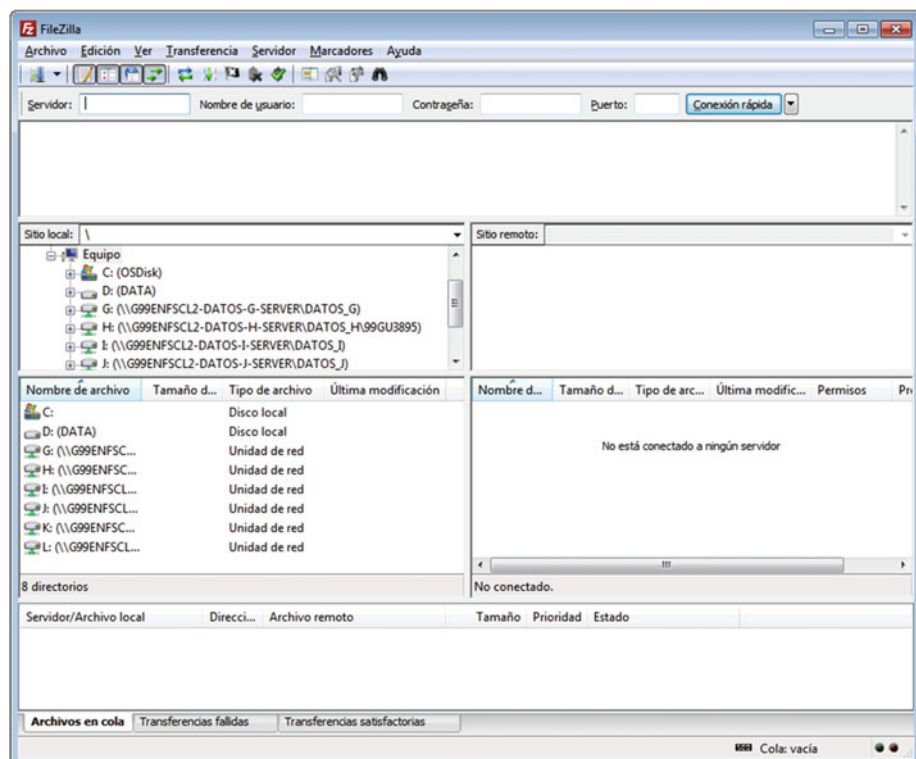 FileZilla
Archivo Edición Ver Transferencia Servidor Marcadores Ayuda
Servidor: Nombre de usuario: Contraseña: Puerto: Conexión rápida
Sitio local: \
Sitio remoto:
Equipo
C: (OSDisk)
D: (DATA)
G: (\\G99ENFSCL2-DATOS-G-SERVER\DATOS_G)
H: (\\G99ENFSCL2-DATOS-H-SERVER\DATOS_H\99GU3895)
I: (\\G99ENFSCL2-DATOS-I-SERVER\DATOS_I)
J: (\\G99ENFSCL2-DATOS-J-SERVER\DATOS_J)
Nombre de archivo Tamaño d... Tipo de archivo Última modificación
C: Disco local
D: (DATA) Disco local
G: (\\G99ENFSC... Unidad de red
H: (\\G99ENFSC... Unidad de red
I: (\\G99ENFSCL... Unidad de red
J: (\\G99ENFSCL... Unidad de red
K: (\\G99ENFSC... Unidad de red
L: (\\G99ENFSCL... Unidad de red
8 directorios
Nombre d... Tamaño d... Tipo de arc... Última modific... Permisos Pr
No está conectado a ningún servidor
No conectado.
Servidor/Archivo local Direcci... Archivo remoto Tamaño Prioridad Estado
Archivos en cola Transferencias fallidas Transferencias satisfactorias
Cola: vacía